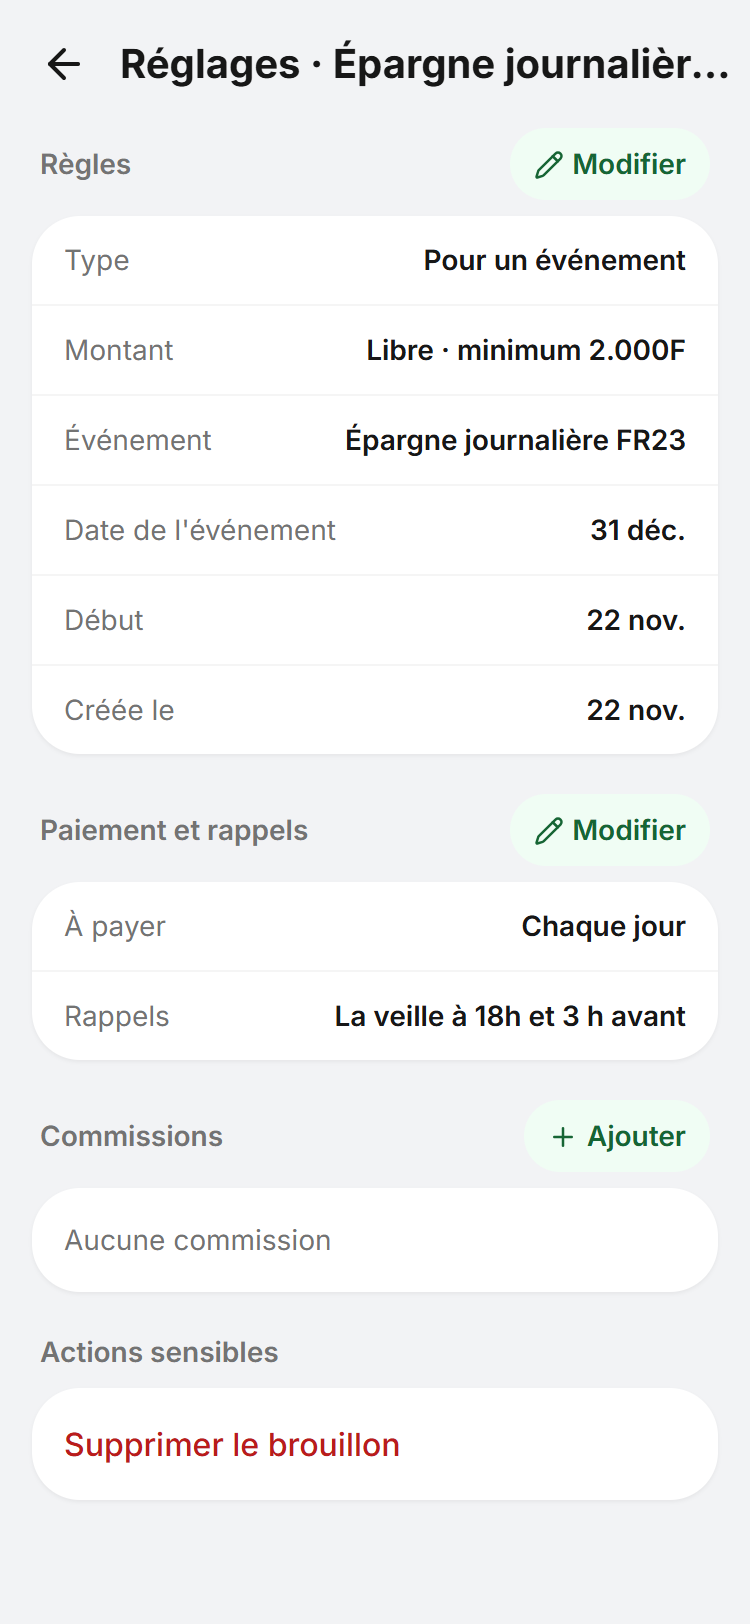 Réglages · Épargne journalièr...
Règles
Modifier
Type
Pour un événement
Montant
Libre · minimum 2.000F
Événement
Épargne journalière FR23
Date de l'événement
31 déc.
Début
22 nov.
Créée le
22 nov.
Paiement et rappels
Modifier
À payer
Chaque jour
Rappels
La veille à 18h et 3 h avant
Commissions
Ajouter
Aucune commission
Actions sensibles
Supprimer le brouillon